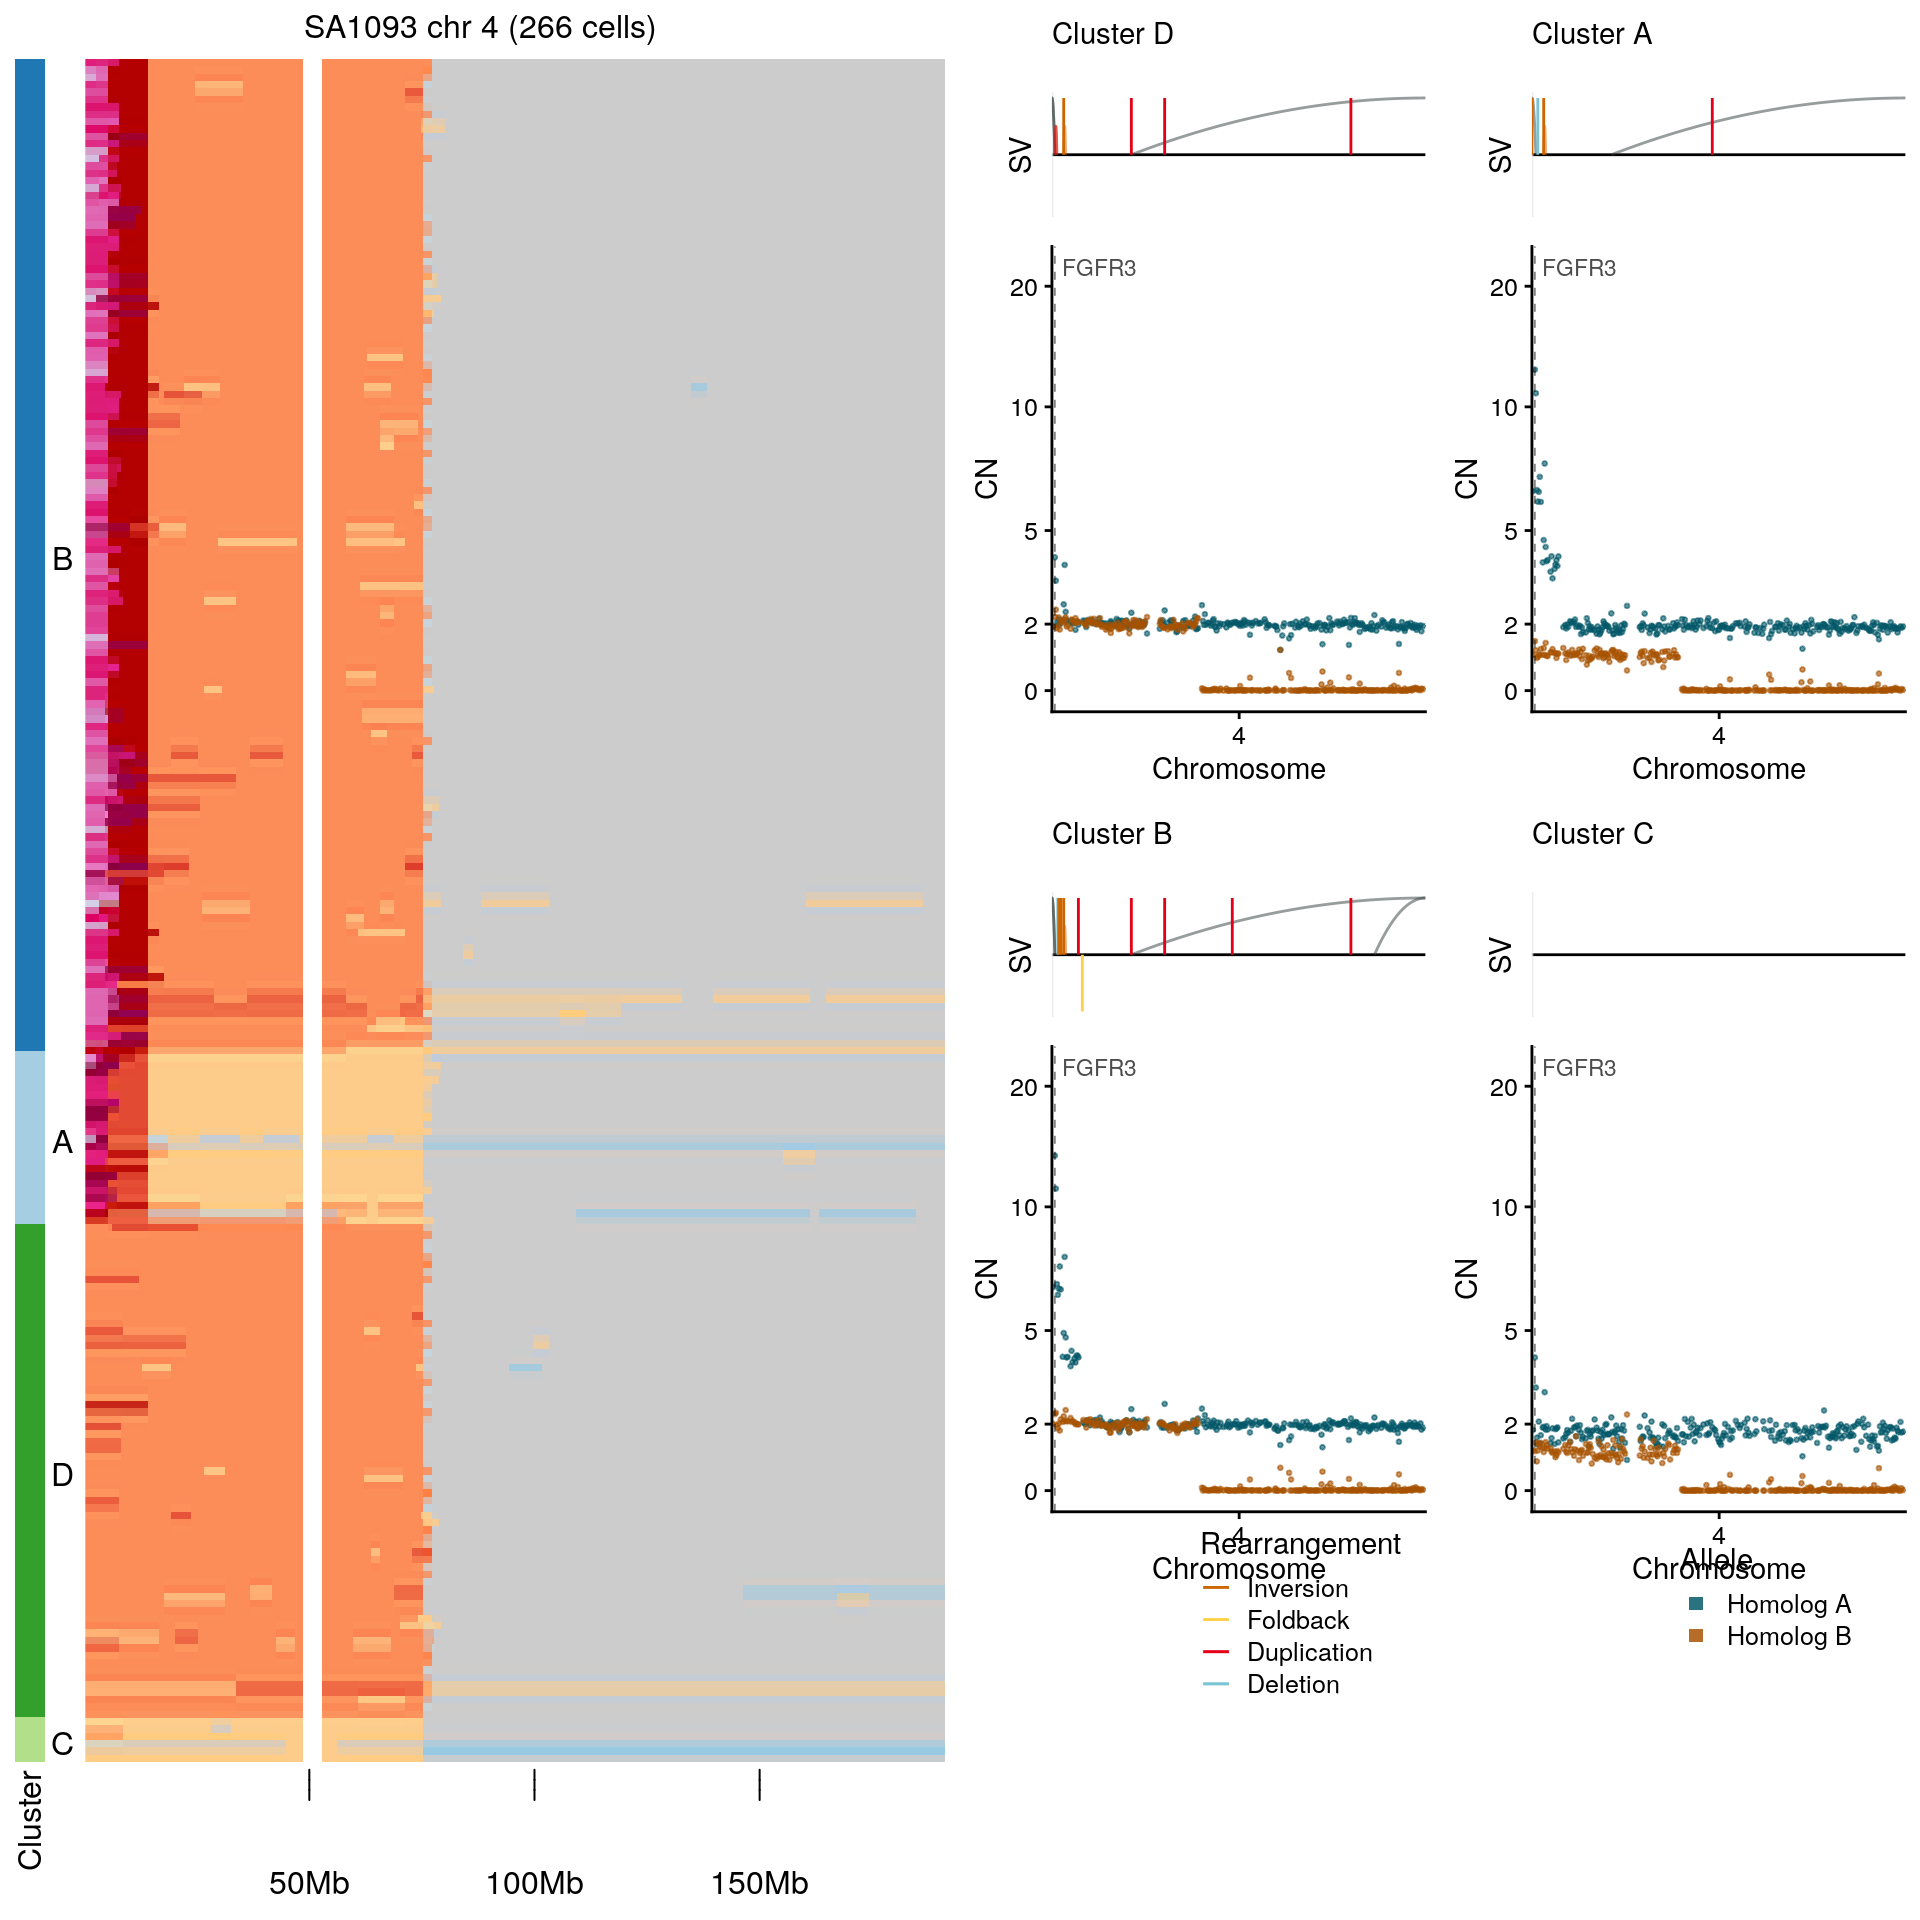 SA1093 chr 4 (266 cells)
B
A
D
C
Cluster
50Mb
100Mb
150Mb
Cluster D
SV
FGFR3
20
10
5
2
0
CN
4
Chromosome
Cluster A
SV
FGFR3
20
10
5
2
0
CN
4
Chromosome
Cluster B
SV
FGFR3
20
10
5
2
0
CN
4
Chromosome
Cluster C
SV
FGFR3
20
10
5
2
0
CN
4
Chromosome
Rearrangement
Inversion
Foldback
Duplication
Deletion
Allele
Homolog A
Homolog B